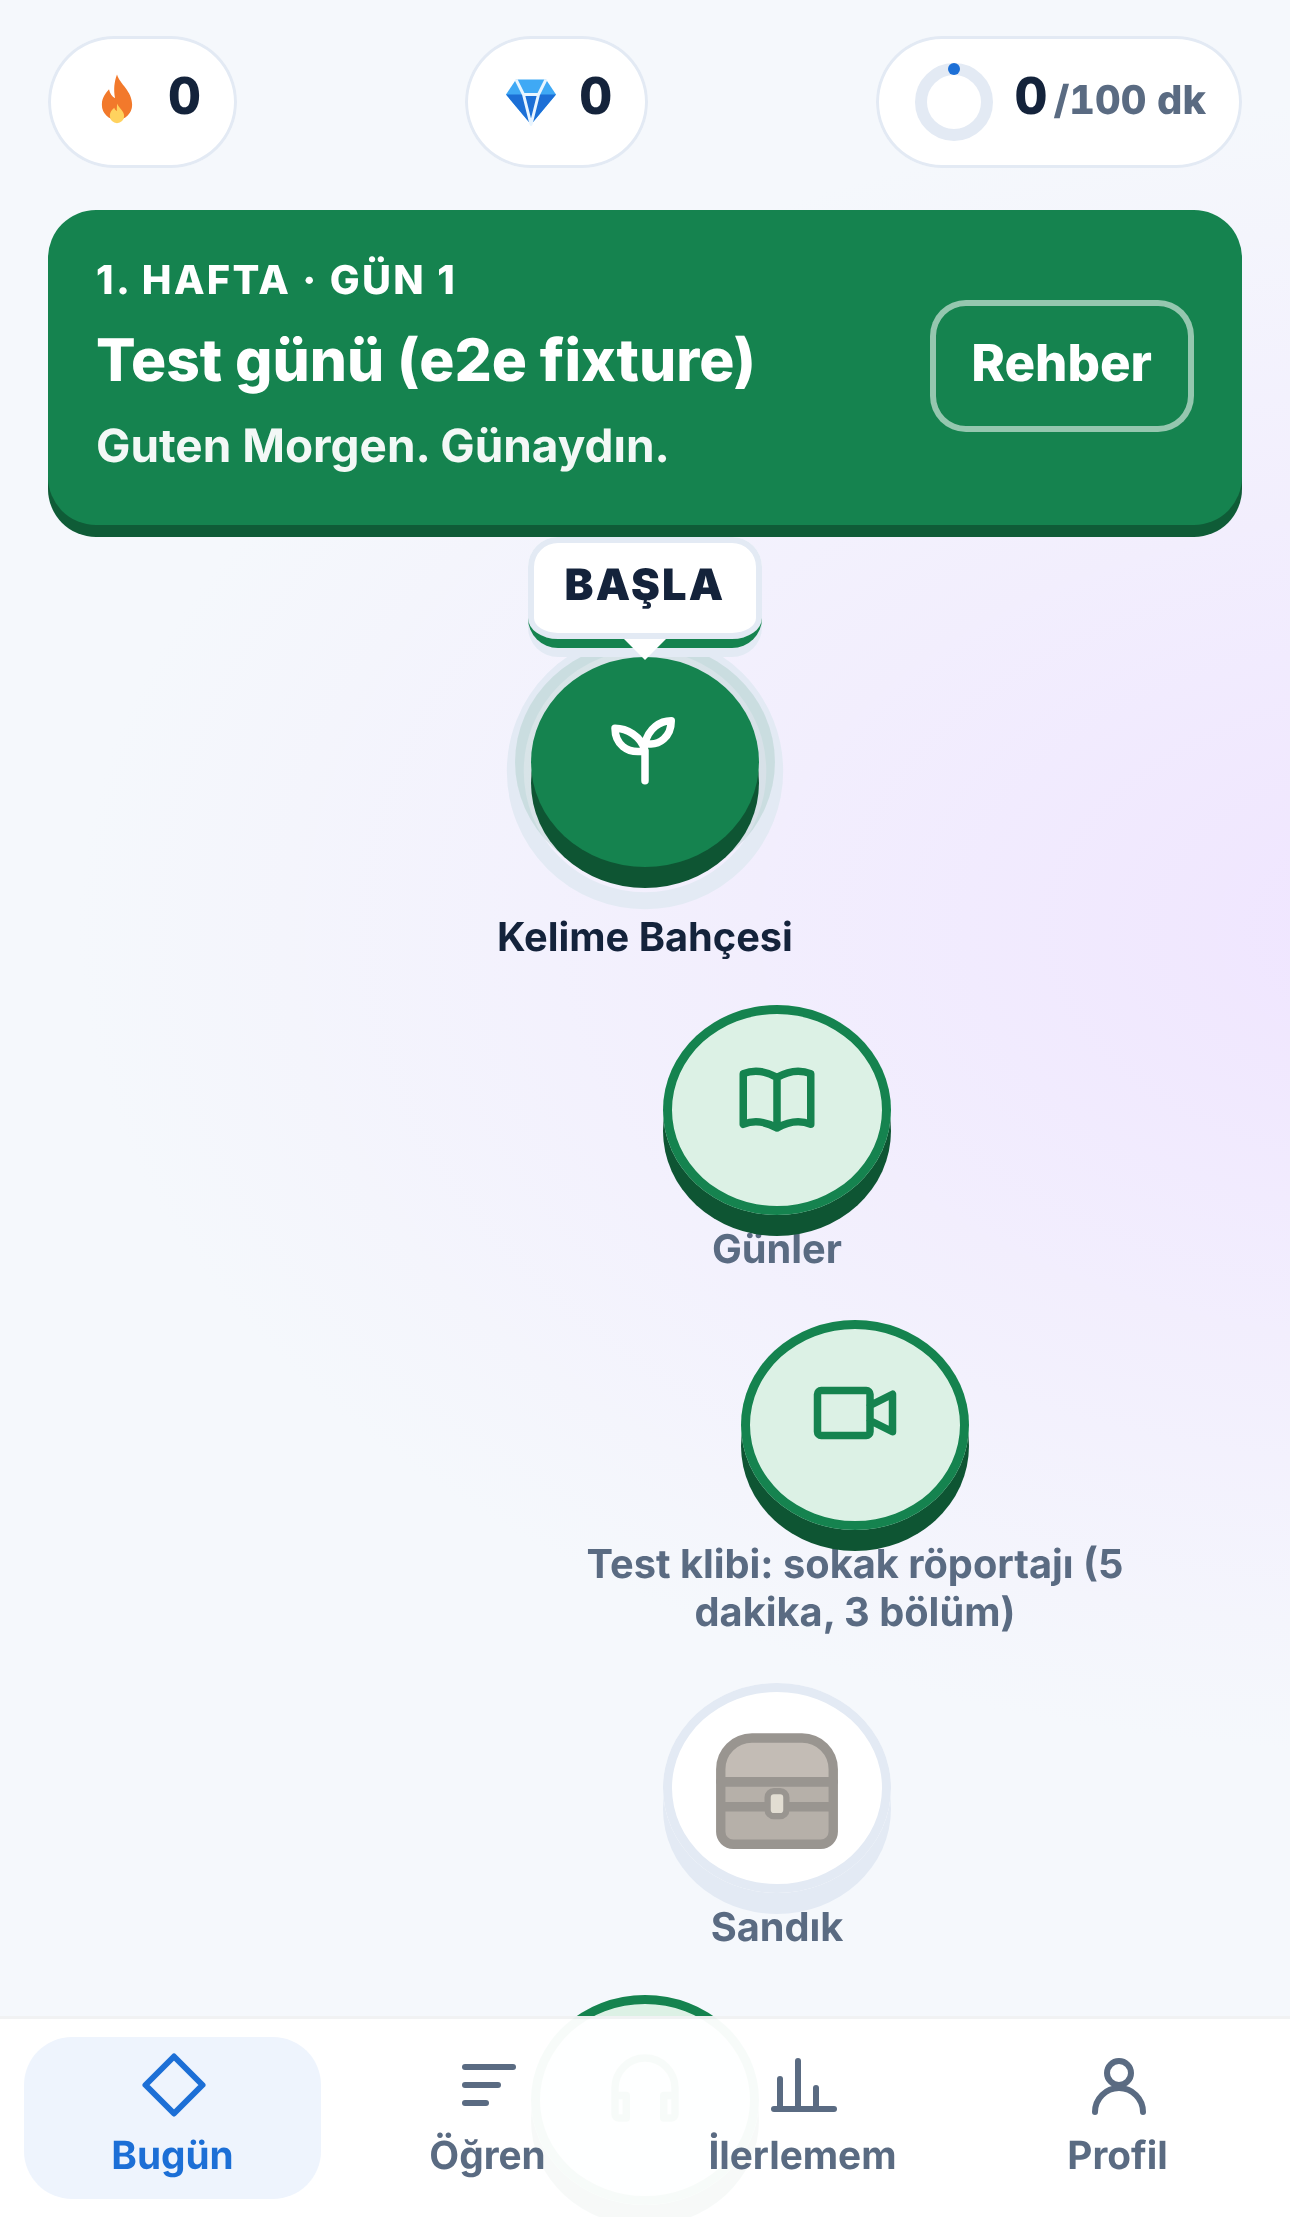 0
0
0/100 dk
1. HAFTA · GÜN 1
Test günü (e2e fixture)
Guten Morgen. Günaydın.
Rehber
BAŞLA
Kelime Bahçesi
Günler
Test klibi: sokak röportajı (5
dakika, 3 bölüm)
Sandık
Bugün
Öğren
İlerlemem
Profil